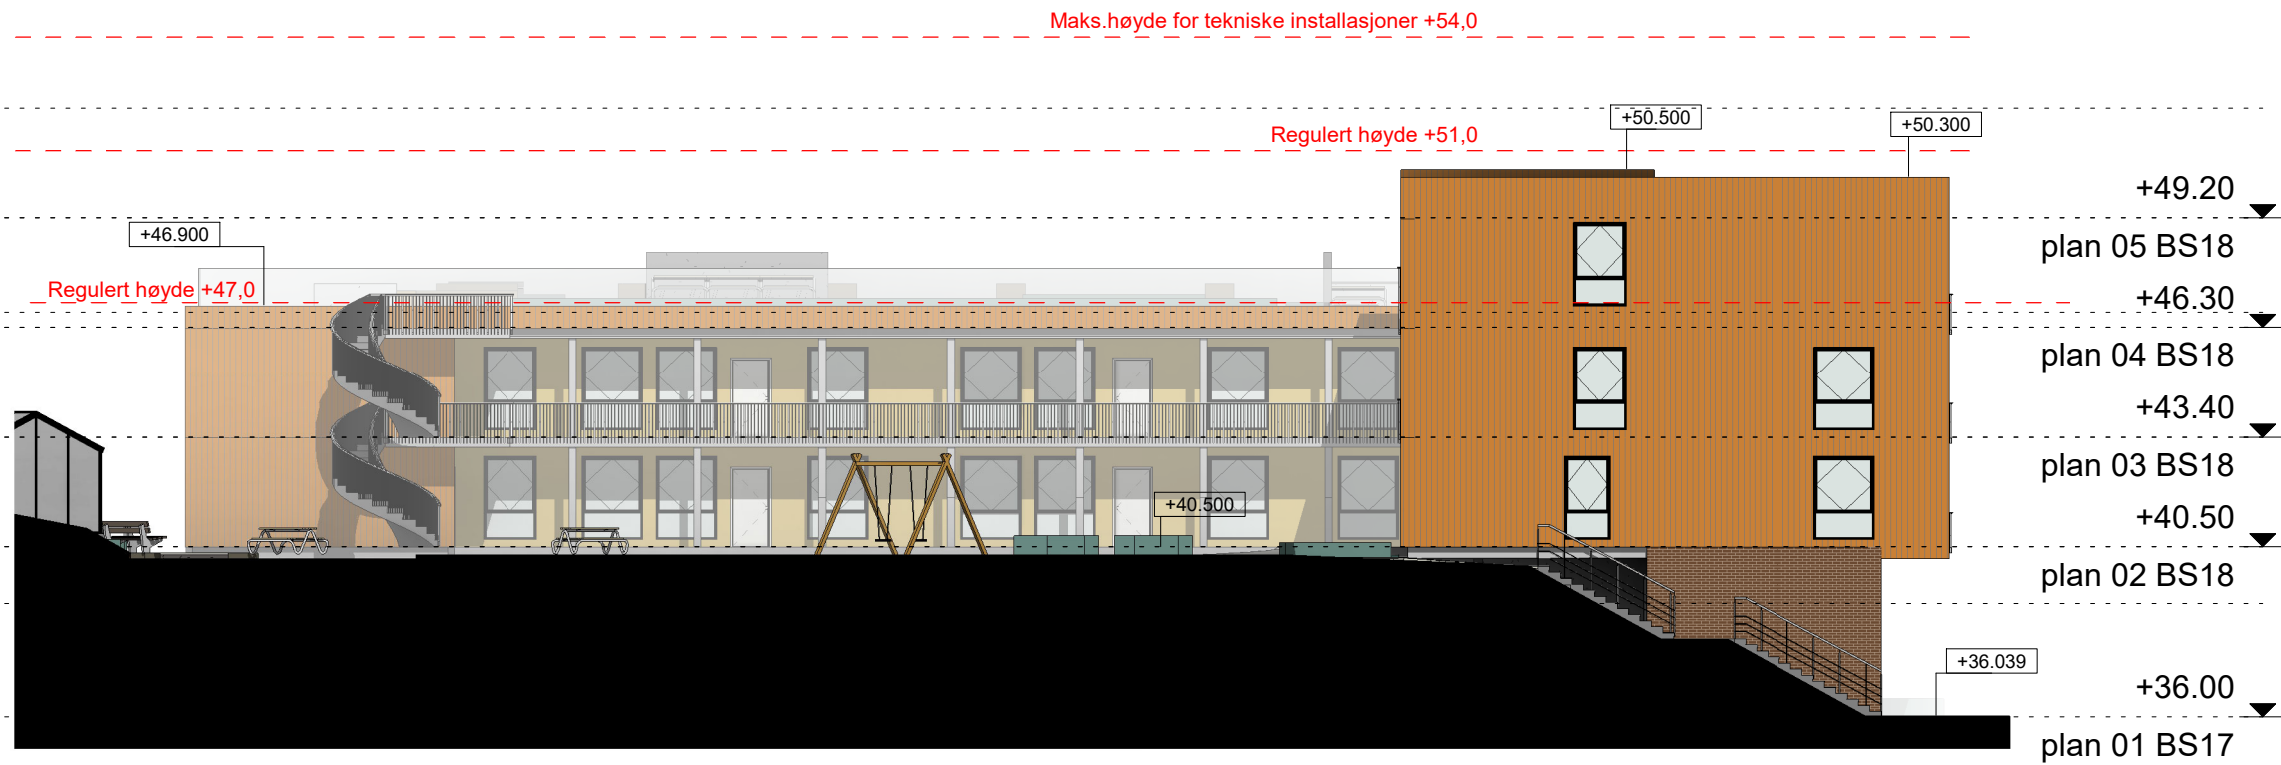 Maks.høyde for tekniske installasjoner +54,0
+50.500
+50.300
Regulert høyde +51,0
+49.20
plan 05 BS18
+46.900
Regulert høyde +47,0
+46.30
plan 04 BS18
+43.40
plan 03 BS18
+40.500
+40.50
plan 02 BS18
+36.039
+36.00
plan 01 BS17